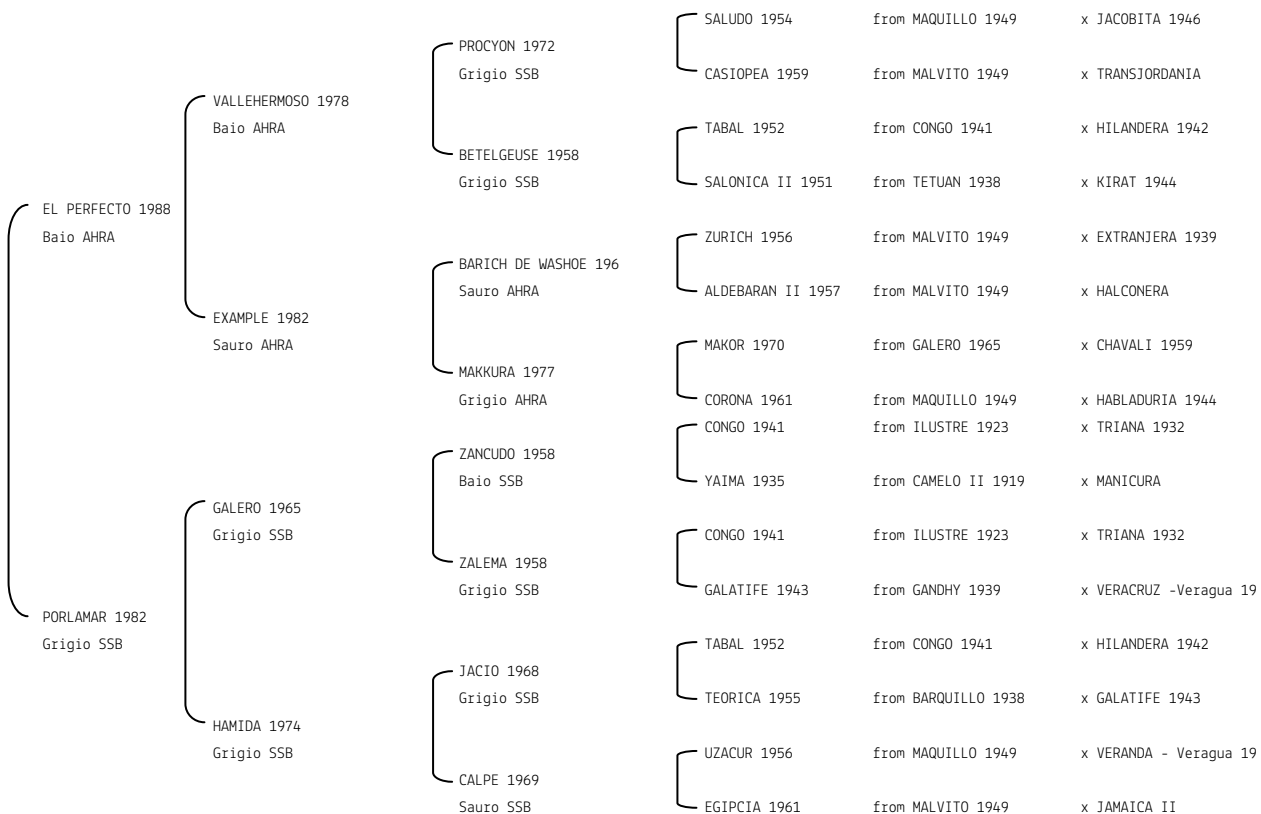 SALUDO 1954 from MAQUILLO 1949 x JACOBITA 1946
PROCYON 1972
Grigio SSB
CASIOPEA 1959 from MALVITO 1949 x TRANSJORDANIA
VALLEHERMOSO 1978
Baio AHRA
TABAL 1952 from CONGO 1941 x HILANDERA 1942
BETELGEUSE 1958
Grigio SSB
SALONICA II 1951 from TETUAN 1938 x KIRAT 1944
EL PERFECTO 1988
Baio AHRA
ZURICH 1956 from MALVITO 1949 x EXTRANJERA 1939
BARICH DE WASHOE 196
Sauro AHRA
ALDEBARAN II 1957 from MALVITO 1949 x HALCONERA
EXAMPLE 1982
Sauro AHRA
MAKOR 1970 from GALERO 1965 x CHAVALI 1959
MAKKURA 1977
Grigio AHRA
CORONA 1961 from MAQUILLO 1949 x HABLADURIA 1944
CONGO 1941 from ILUSTRE 1923 x TRIANA 1932
ZANCUDO 1958
Baio SSB
YAIMA 1935 from CAMELO II 1919 x MANICURA
GALERO 1965
Grigio SSB
CONGO 1941 from ILUSTRE 1923 x TRIANA 1932
ZALEMA 1958
Grigio SSB
GALATIFE 1943 from GANDHY 1939 x VERACRUZ -Veragua 19
PORLAMAR 1982
Grigio SSB
TABAL 1952 from CONGO 1941 x HILANDERA 1942
JACIO 1968
Grigio SSB
TEORICA 1955 from BARQUILLO 1938 x GALATIFE 1943
HAMIDA 1974
Grigio SSB
UZACUR 1956 from MAQUILLO 1949 x VERANDA - Veragua 19
CALPE 1969
Sauro SSB
EGIPCIA 1961 from MALVITO 1949 x JAMAICA II